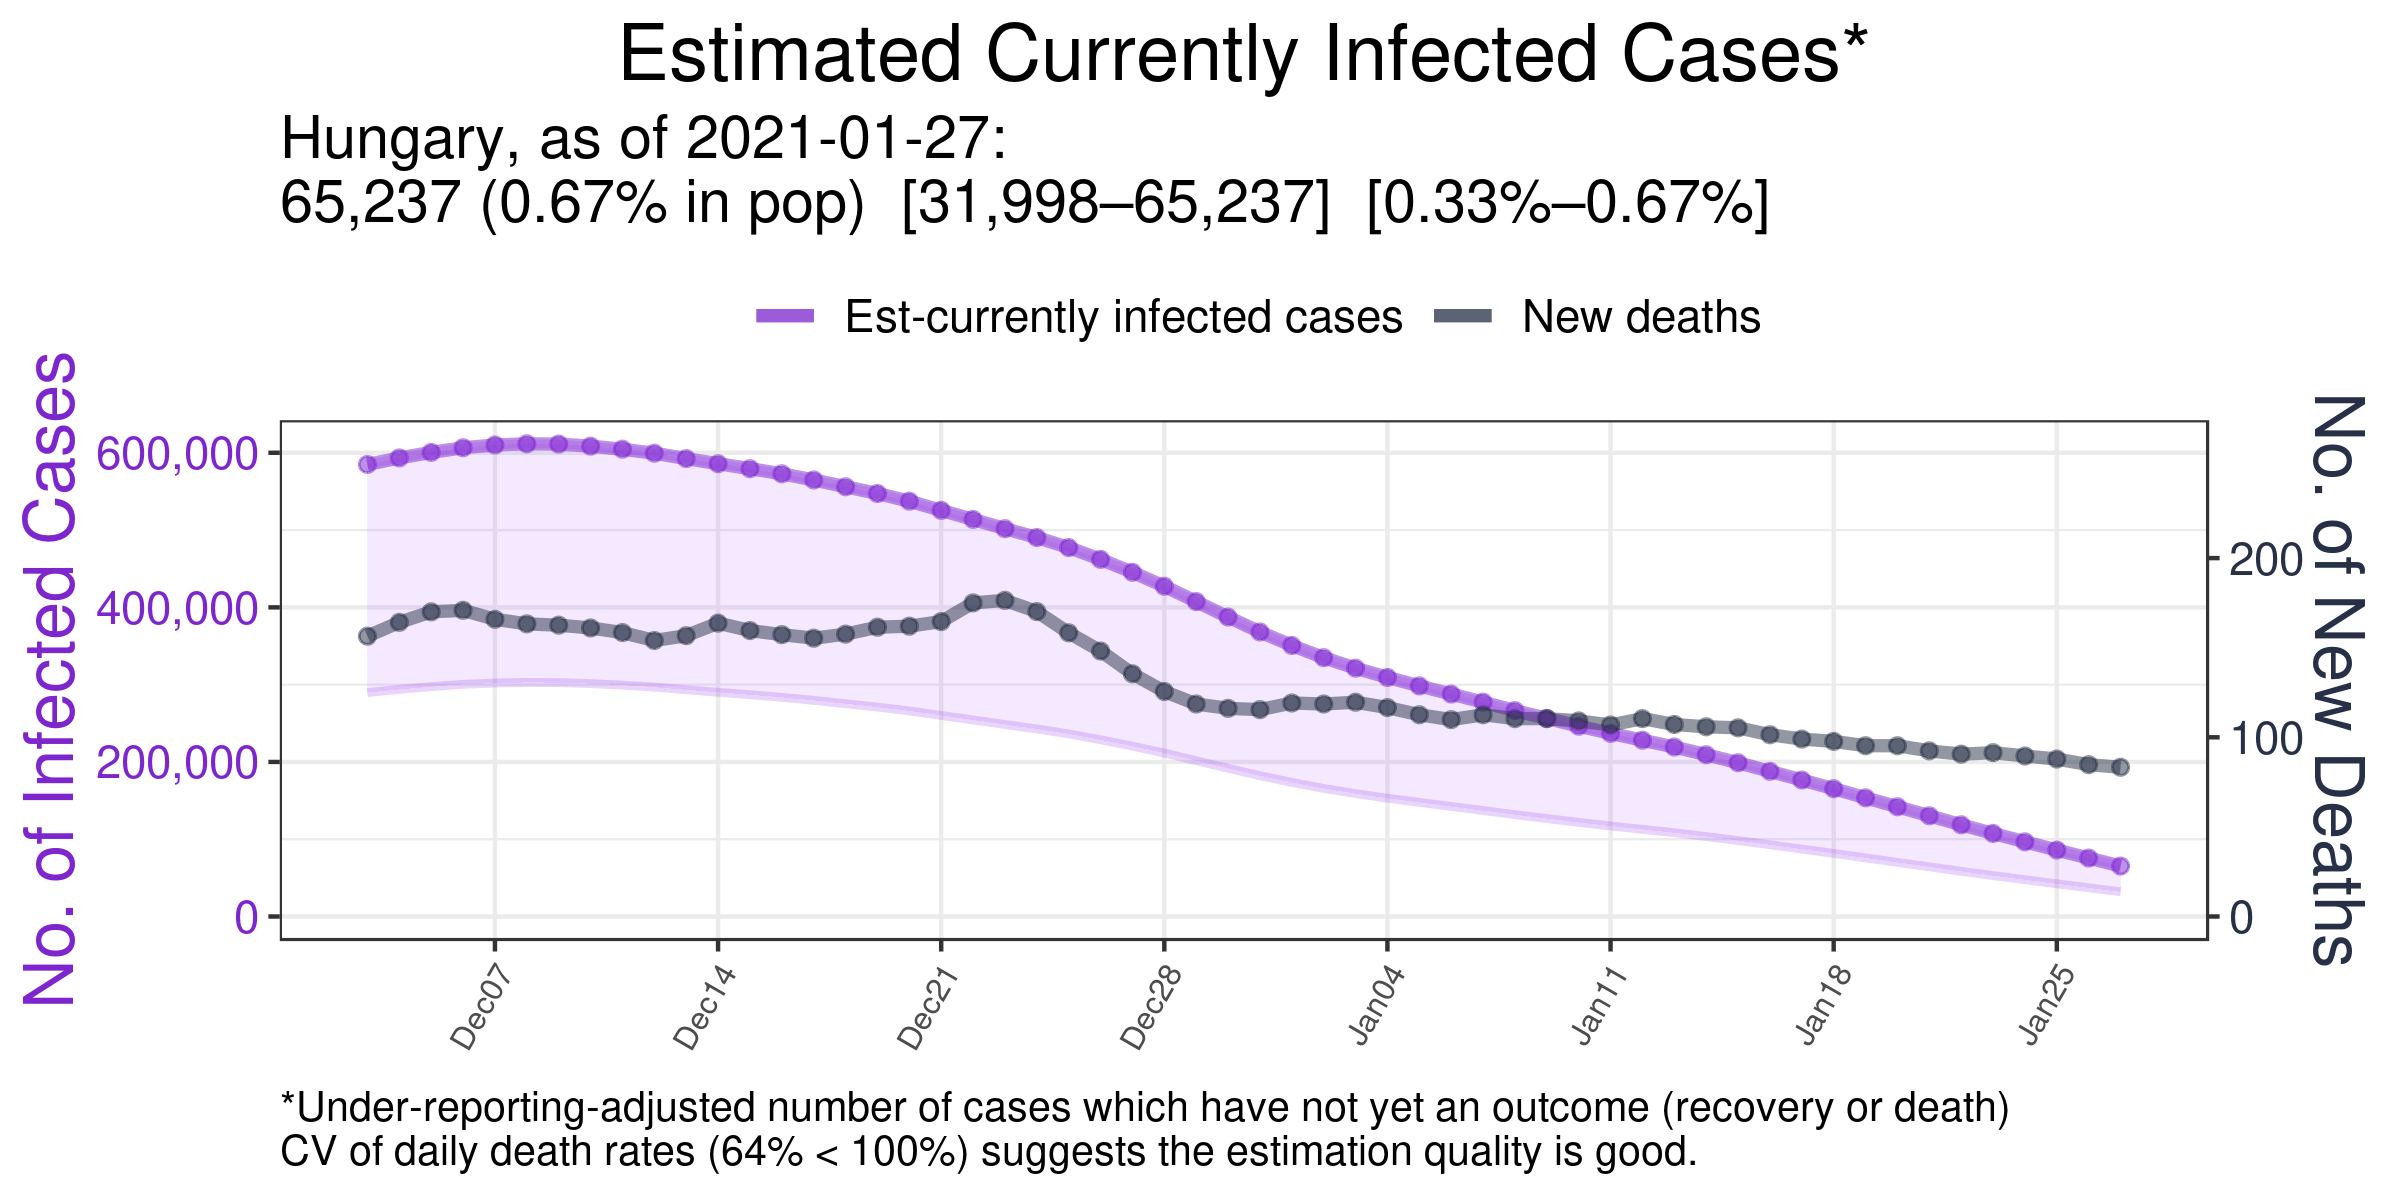 Estimated Currently Infected Cases*
Hungary, as of 2021-01-27:
65,237 (0.67% in pop)  [31,998–65,237]  [0.33%–0.67%]
Est-currently infected cases
New deaths
No. of Infected Cases
600,000
400,000
200,000
0
No. of New Deaths
200
100
0
Dec07
Dec14
Dec21
Dec28
Jan04
Jan11
Jan18
Jan25
*Under-reporting-adjusted number of cases which have not yet an outcome (recovery or death)
CV of daily death rates (64% < 100%) suggests the estimation quality is good.